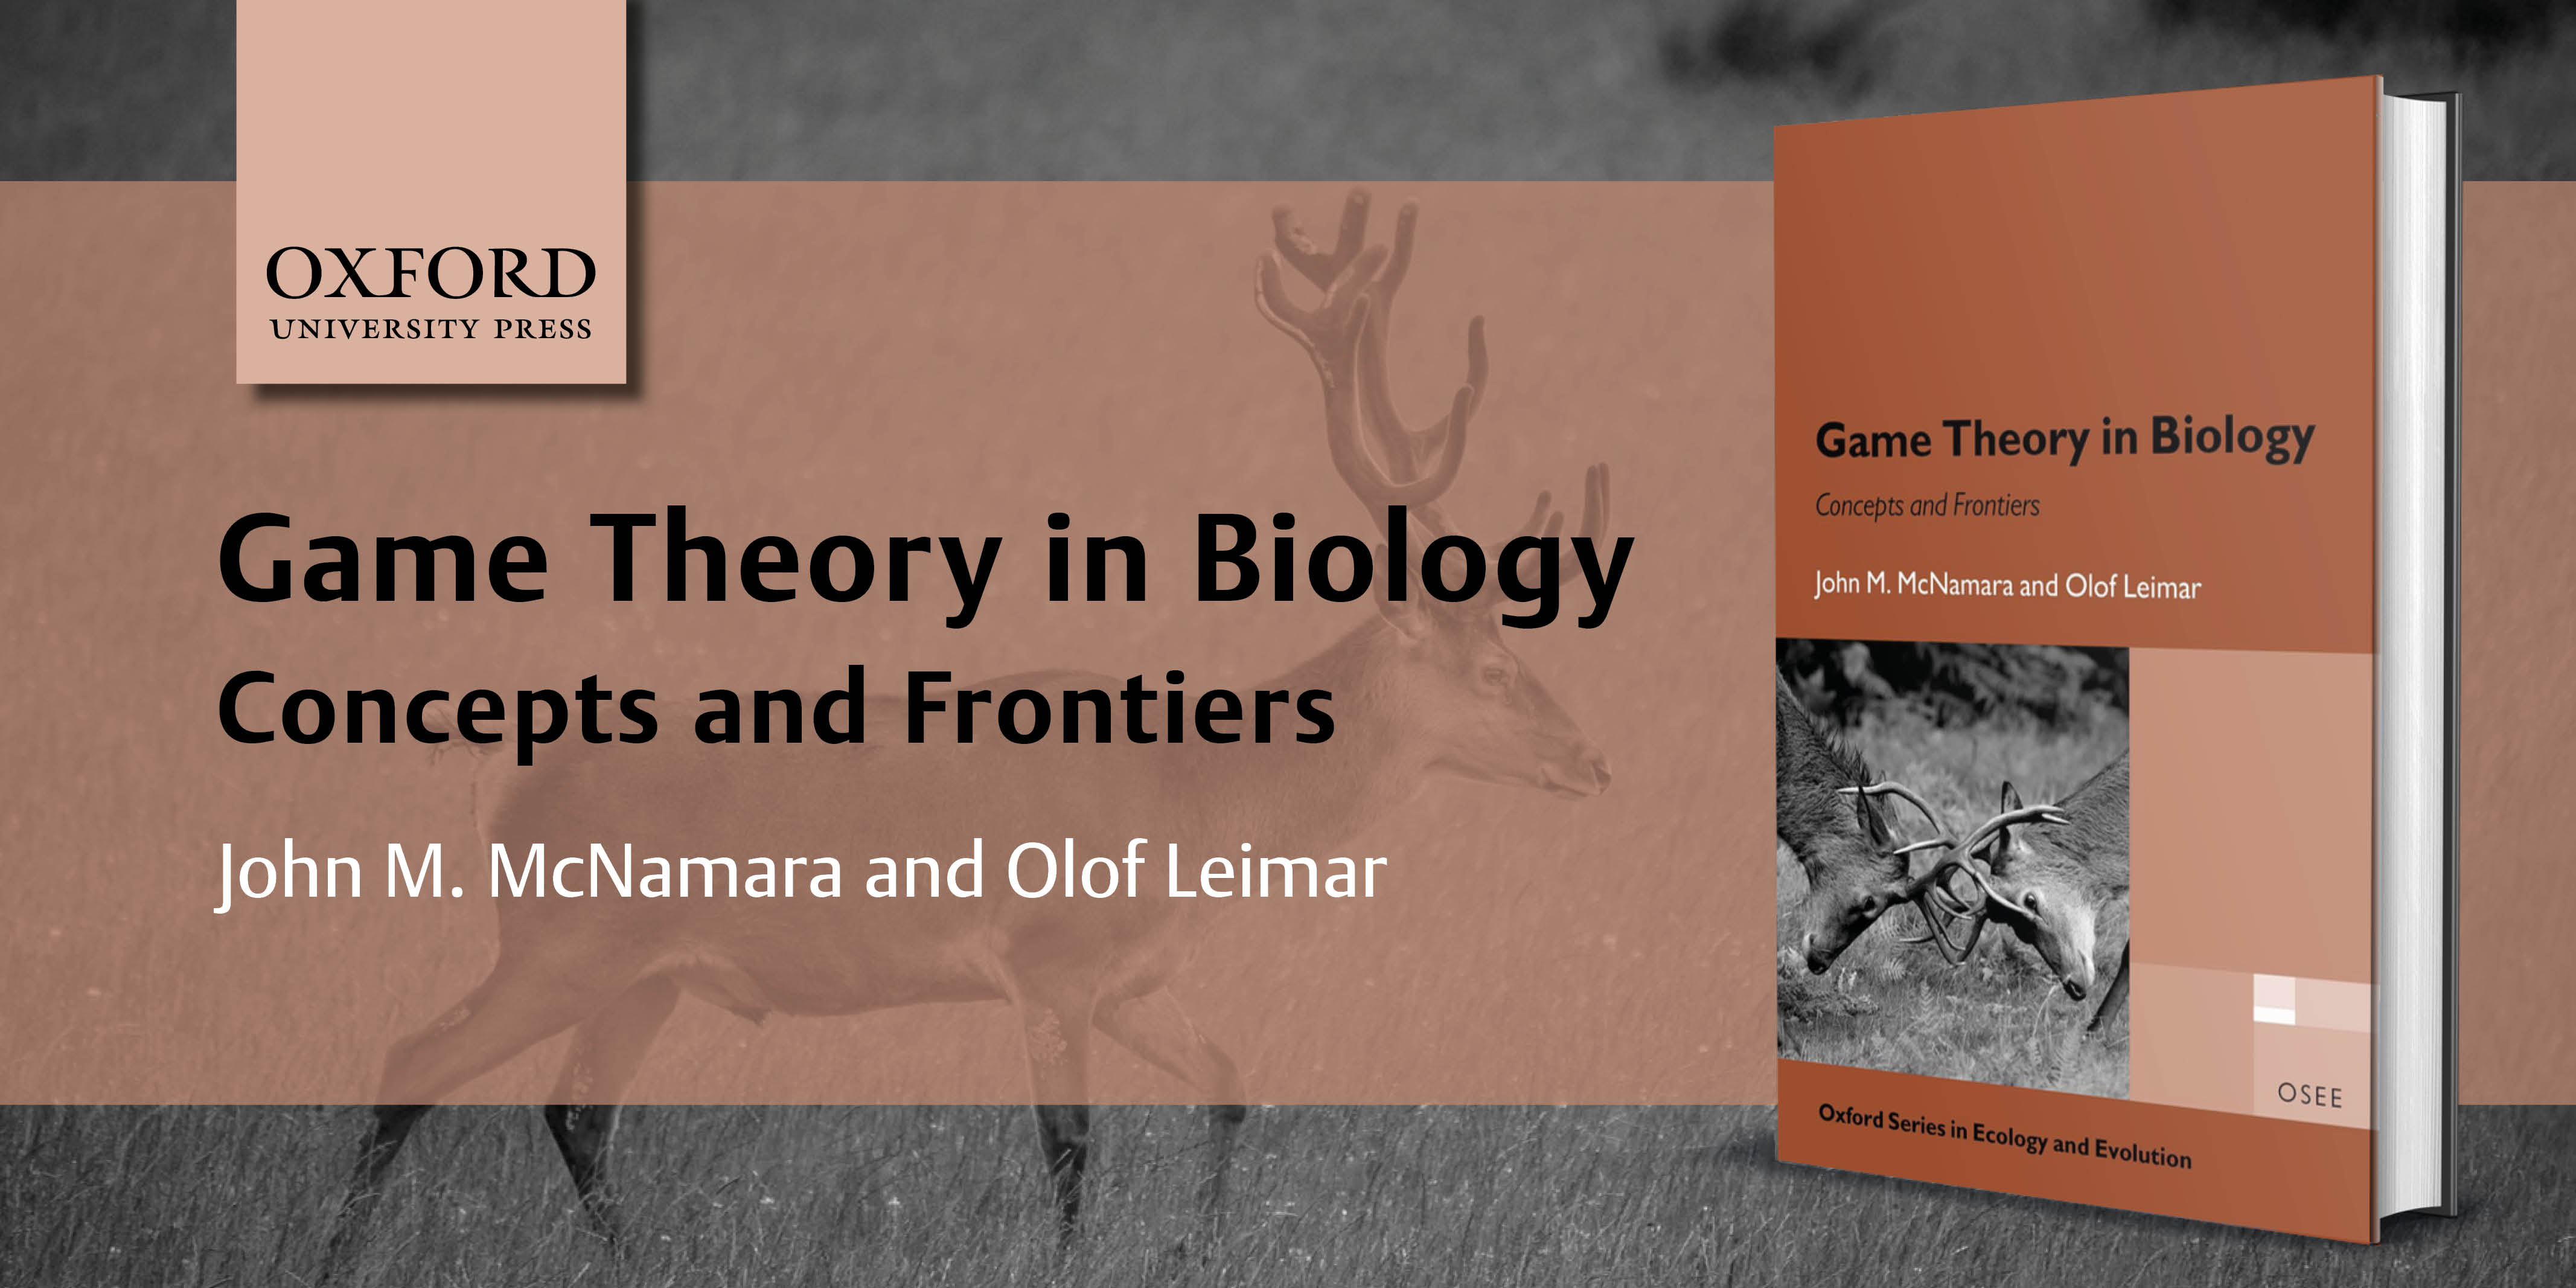 OXFORD
UNIVERSITY PRESS
Game Theory in Biology
Concepts and Frontiers
John M. McNamara and Olof Leimar
Game Theory in Biology
Concepts and Frontiers
John M. McNamara and Olof Leimar
OSEE
Oxford Series in Ecology and Evolution